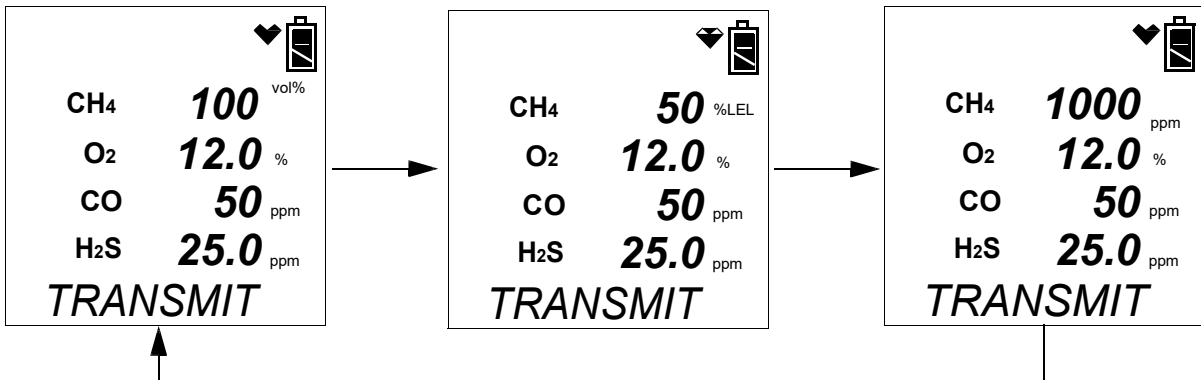 CH4 100 vol%
O2 12.0 %
CO 50 ppm
H2S 25.0 ppm
TRANSMIT
CH4 50 %LEL
O2 12.0 %
CO 50 ppm
H2S 25.0 ppm
TRANSMIT
CH4 1000 ppm
O2 12.0 %
CO 50 ppm
H2S 25.0 ppm
TRANSMIT